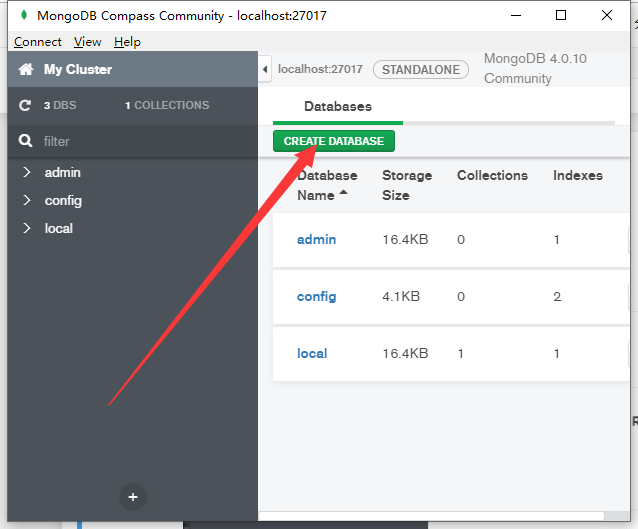 MongoDB Compass Community - localhost:27017
Connect View Help
My Cluster
3 DBS 1 COLLECTIONS
filter
admin
config
local
localhost:27017 STANDALONE MongoDB 4.0.10
Community
Databases
CREATE DATABASE
Database Storage Collections Indexes
Name Size
admin 16.4KB 0 1
config 4.1KB 0 2
local 16.4KB 1 1